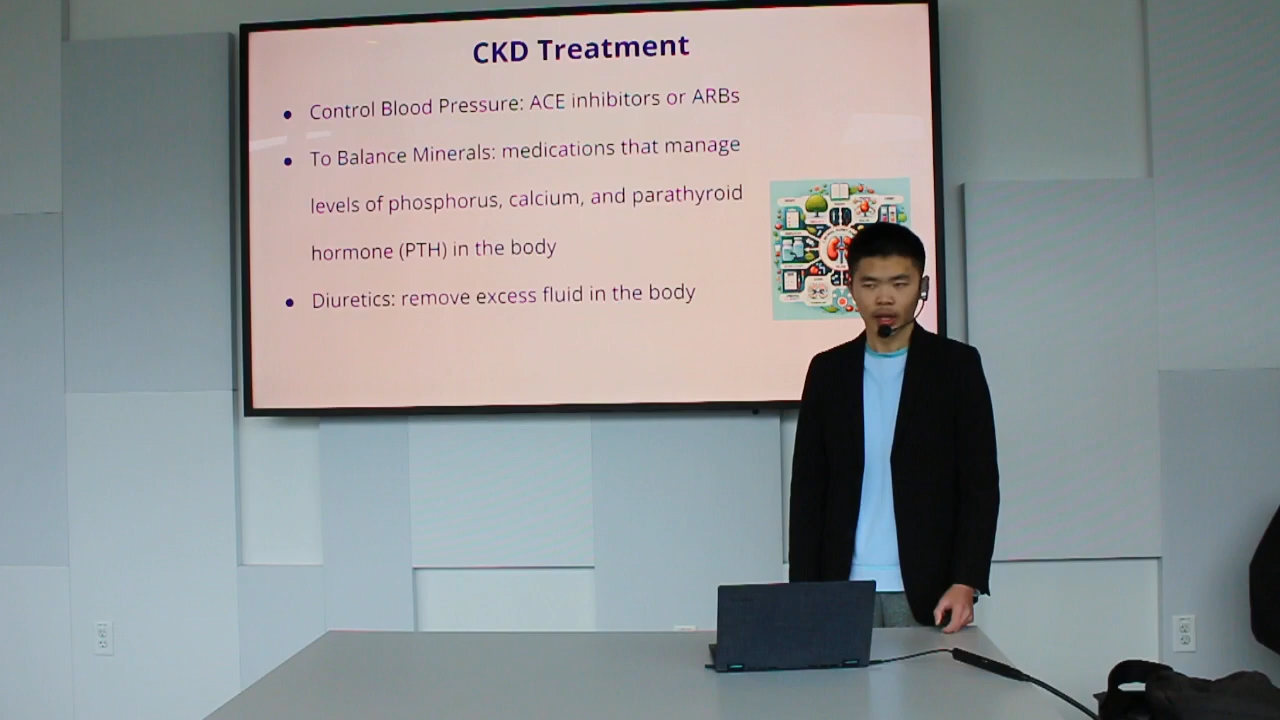 CKD Treatment
● Control Blood Pressure: ACE inhibitors or ARBs
● To Balance Minerals: medications that manage
levels of phosphorus, calcium, and parathyroid
hormone (PTH) in the body
● Diuretics: remove excess fluid in the body